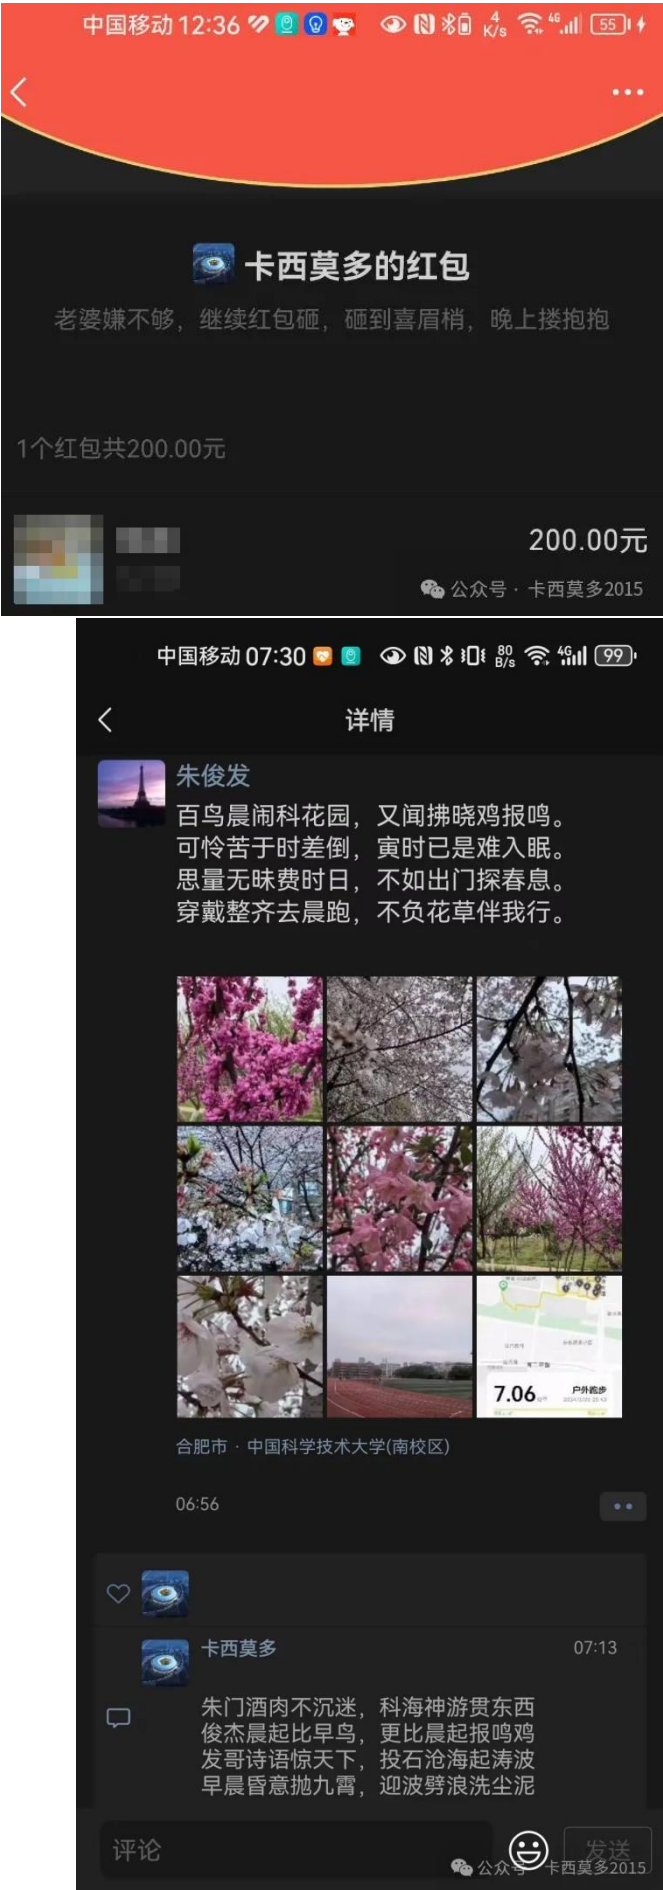 中国移动 12:36 4 K/s 4G 55
卡西莫多的红包
老婆嫌不够，继续红包砸，砸到喜眉梢，晚上搂抱抱
1个红包共200.00元
200.00元
公众号 · 卡西莫多2015
中国移动 07:30 80 B/s 4G 99
详情
朱俊发
百鸟晨闹科花园，又闻拂晓鸡报鸣。
可怜苦于时差倒，寅时已是难入眠。
思量无昧费时日，不如出门探春息。
穿戴整齐去晨跑，不负花草伴我行。
7.06
户外跑步
合肥市 · 中国科学技术大学(南校区)
06:56
卡西莫多 07:13
朱门酒肉不沉迷，科海神游贯东西
俊杰晨起比早鸟，更比晨起报鸣鸡
发哥诗语惊天下，投石沧海起涛波
早晨昏意抛九霄，迎波劈浪洗尘泥
评论
发送
公众号 · 卡西莫多2015